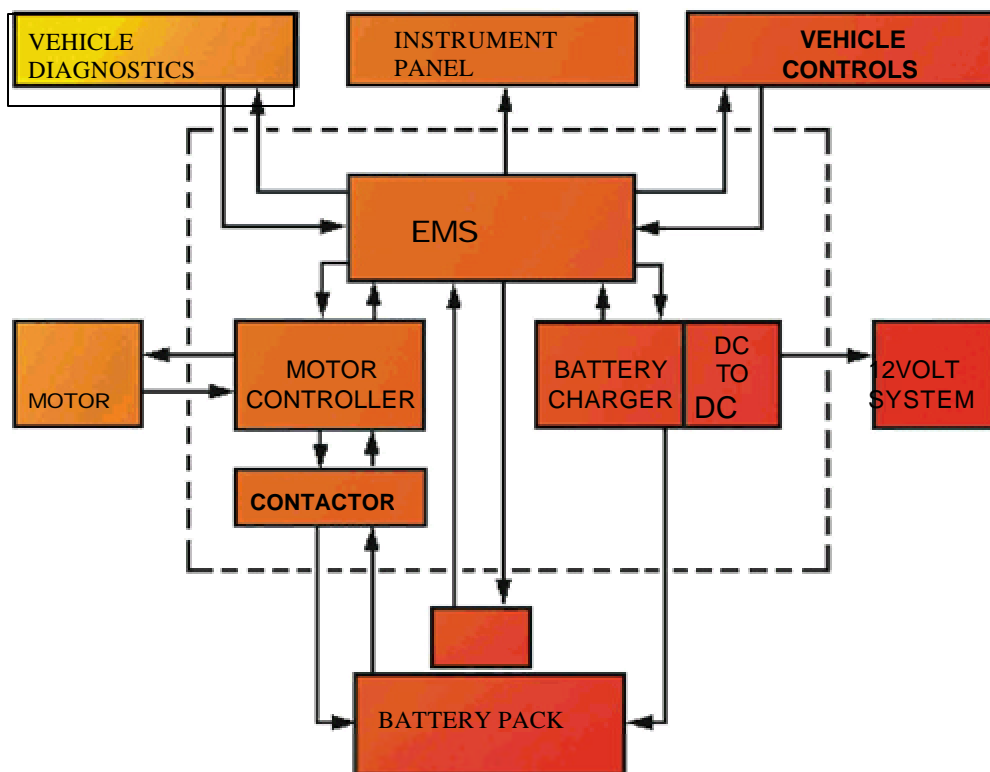 VEHICLE
DIAGNOSTICS
INSTRUMENT
PANEL
VEHICLE
CONTROLS
EMS
MOTOR
MOTOR
CONTROLLER
BATTERY
CHARGER
DC
TO
DC
12VOLT
SYSTEM
CONTACTOR
BATTERY PACK